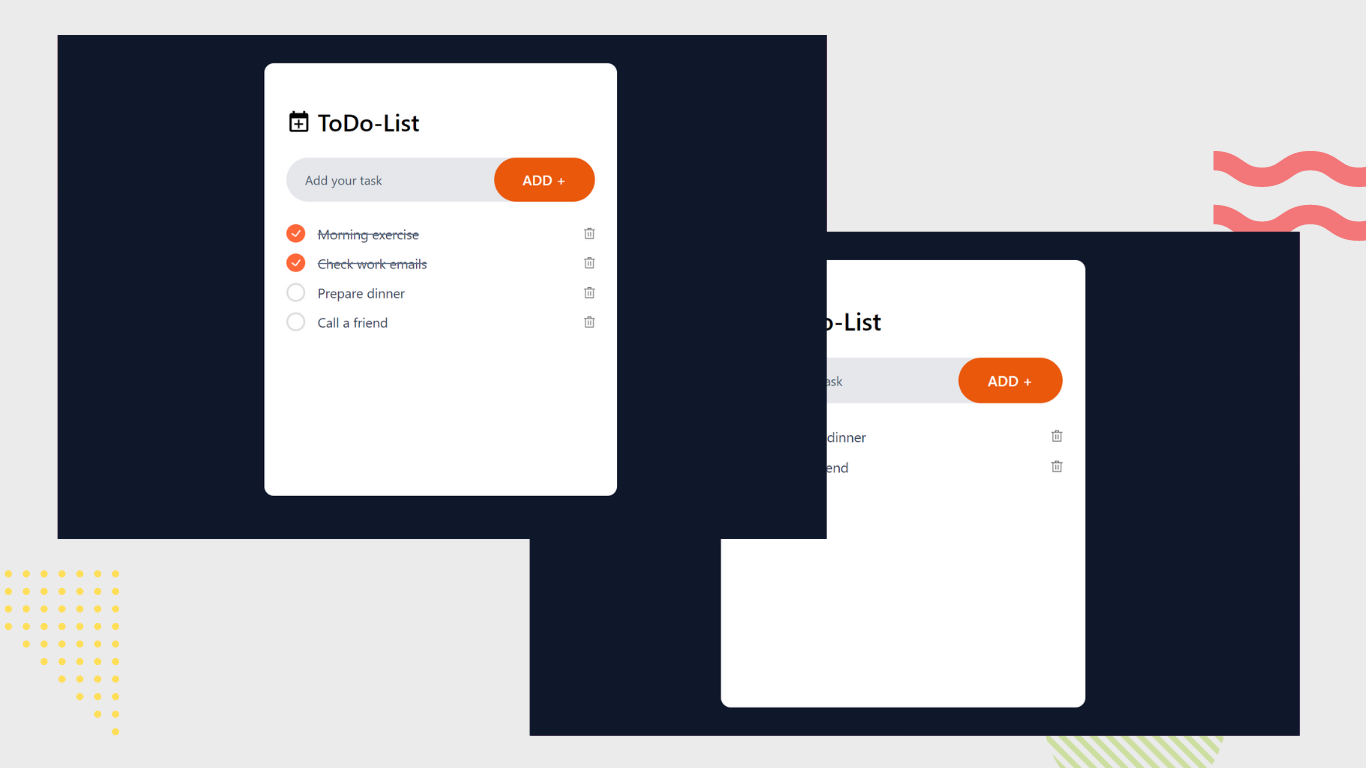 ToDo-List
Add your task
ADD +
Morning exercise
Check work emails
Prepare dinner
Call a friend
o-List
ask
ADD +
dinner
end